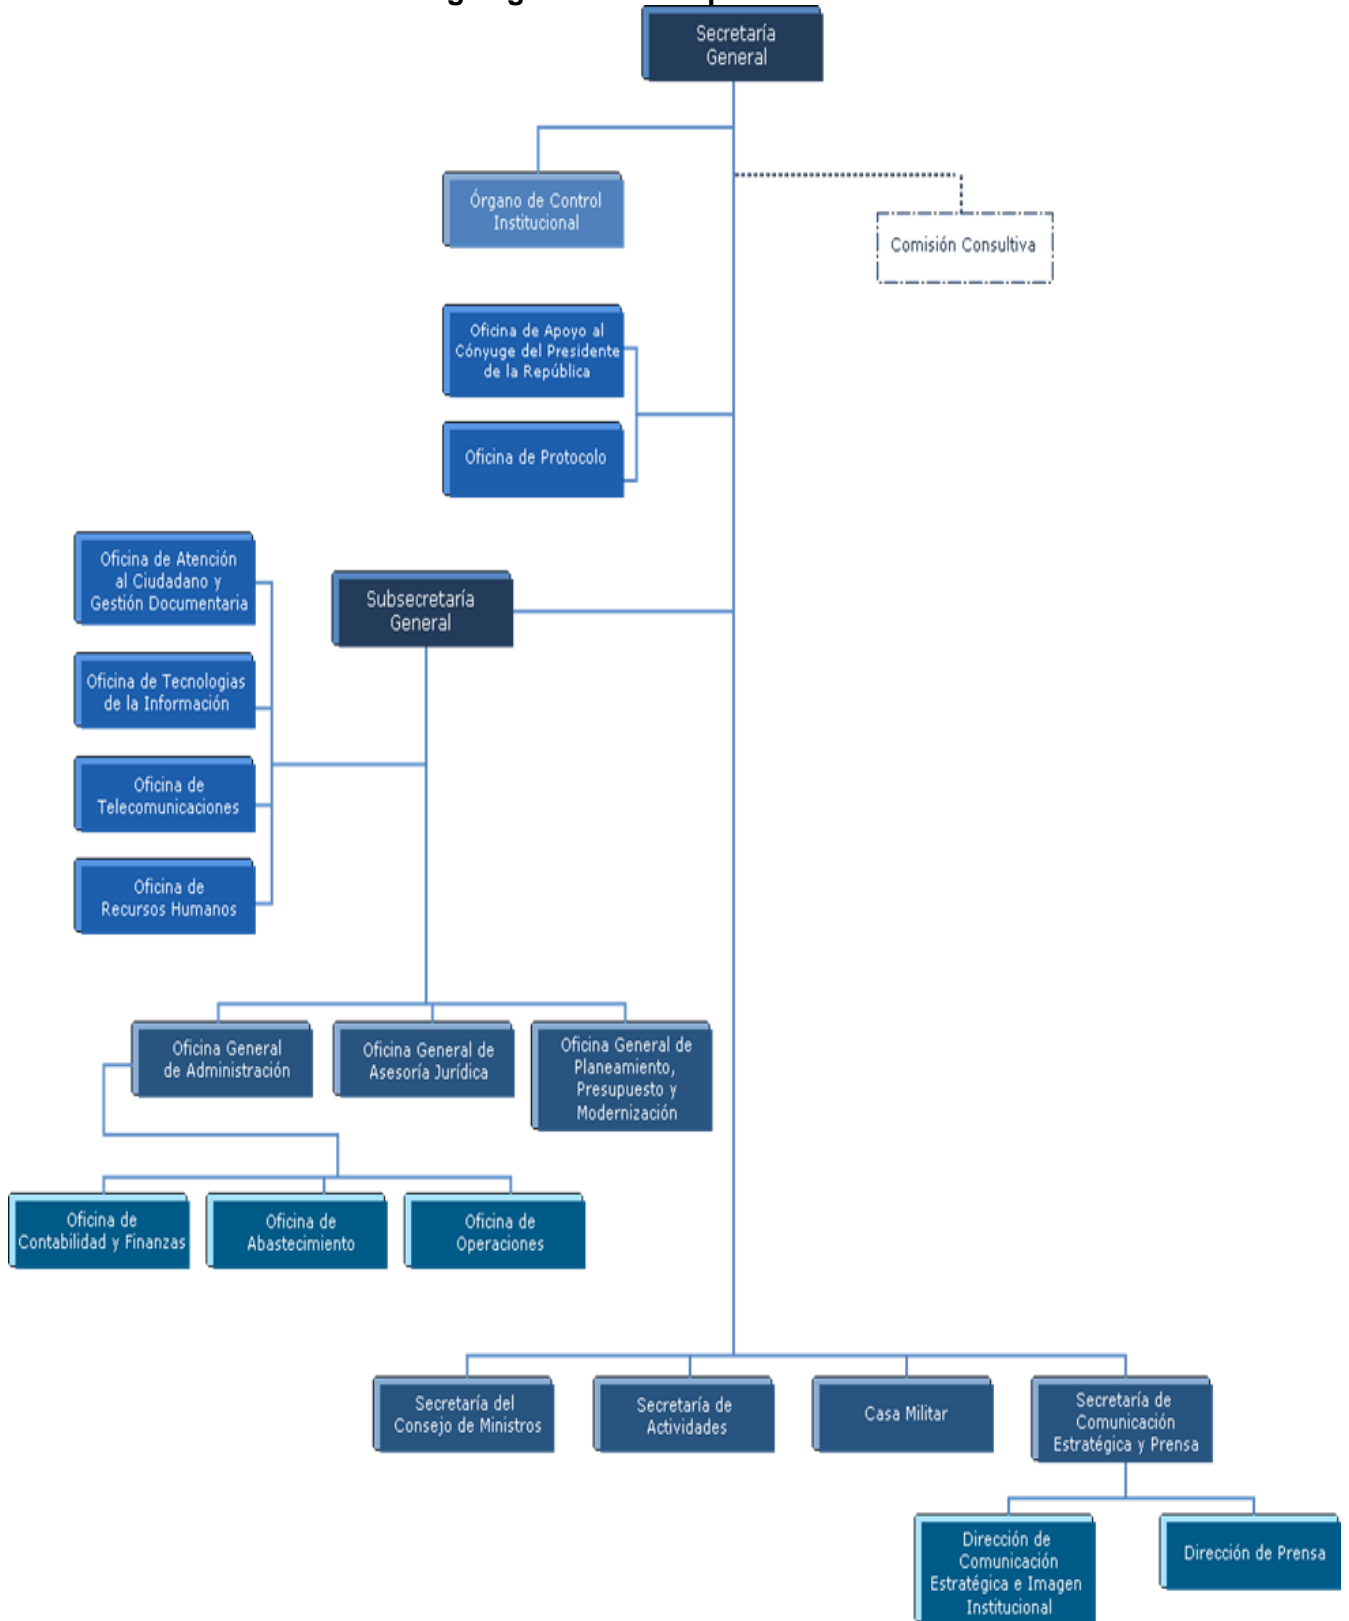 Secretaría
General
Órgano de Control
Institucional
Comisión Consultiva
Oficina de Apoyo al
Cónyuge del Presidente
de la República
Oficina de Protocolo
Oficina de Atención
al Ciudadano y
Gestión Documentaria
Subsecretaría
General
Oficina de Tecnologias
de la Información
Oficina de
Telecomunicaciones
Oficina de
Recursos Humanos
Oficina General
de Administración
Oficina General de
Asesoría Jurídica
Oficina General de
Planeamiento,
Presupuesto y
Modernización
Oficina de
Contabilidad y Finanzas
Oficina de
Abastecimiento
Oficina de
Operaciones
Secretaría del
Consejo de Ministros
Secretaría de
Actividades
Casa Militar
Secretaría de
Comunicación
Estratégica y Prensa
Dirección de
Comunicación
Estratégica e Imagen
Institucional
Dirección de Prensa